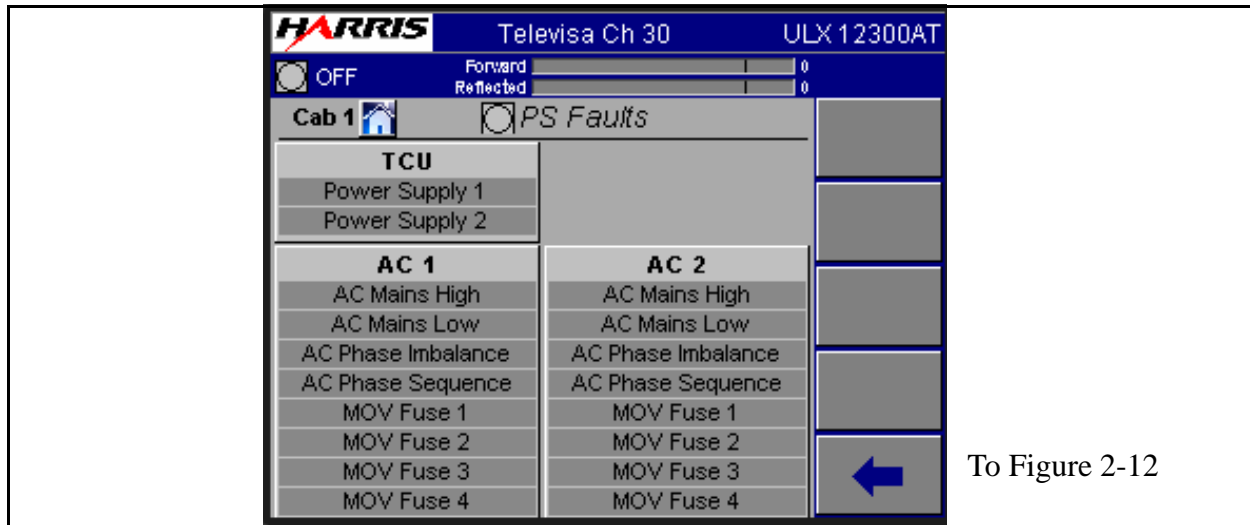 HARRIS Televisa Ch 30 ULX 12300AT
OFF Forward 0
Reflected 0
Cab 1 PS Faults
TCU
Power Supply 1
Power Supply 2
AC 1 AC 2
AC Mains High AC Mains High
AC Mains Low AC Mains Low
AC Phase Imbalance AC Phase Imbalance
AC Phase Sequence AC Phase Sequence
MOV Fuse 1 MOV Fuse 1
MOV Fuse 2 MOV Fuse 2
MOV Fuse 3 MOV Fuse 3
MOV Fuse 4 MOV Fuse 4
To Figure 2-12